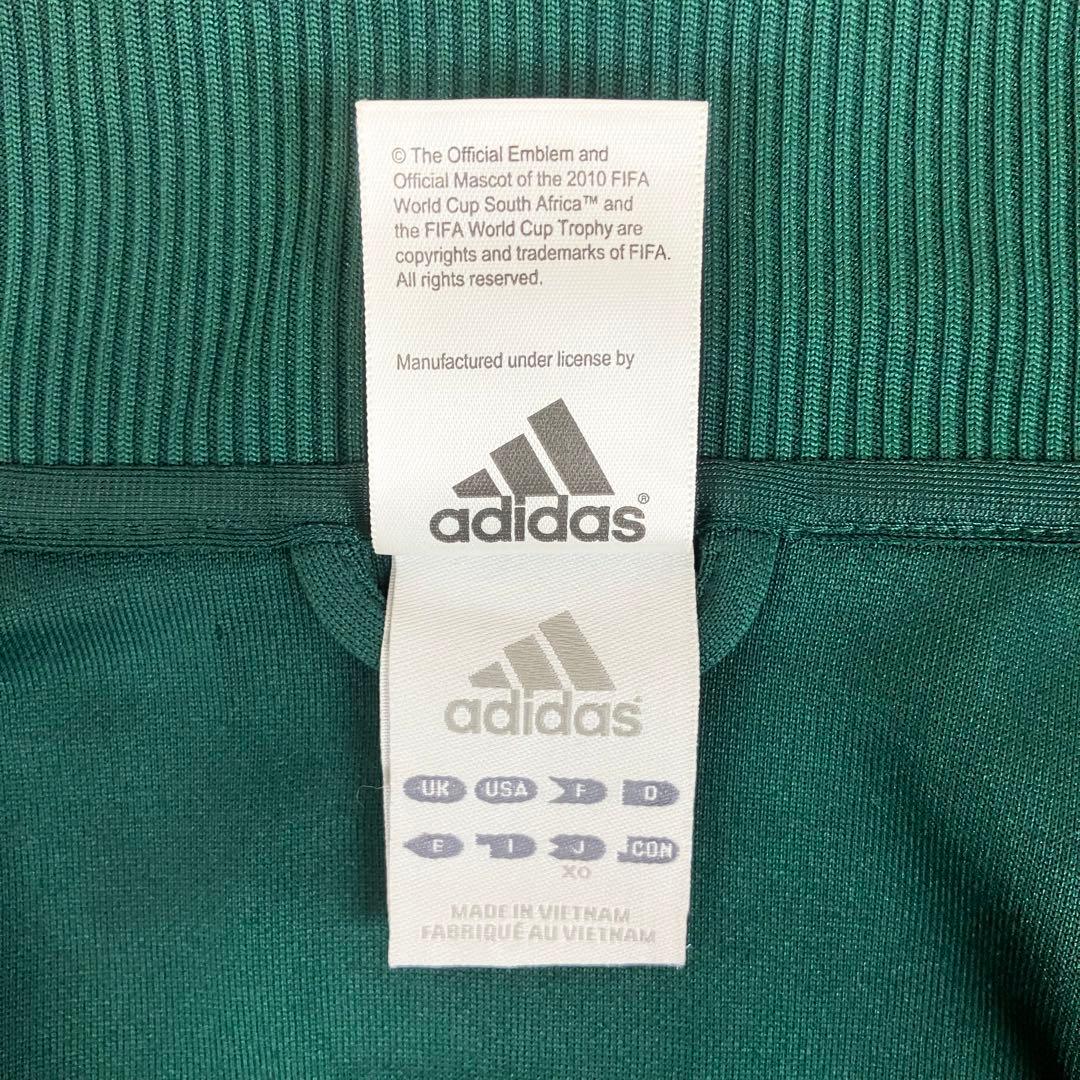 © The Official Emblem and
Official Mascot of the 2010 FIFA
World Cup South Africa™ and
the FIFA World Cup Trophy are
copyrights and trademarks of FIFA.
All rights reserved.
Manufactured under license by
adidas®
adidas
UK USA F D
E I J CDN
XO
MADE IN VIETNAM
FABRIQUÉ AU VIETNAM